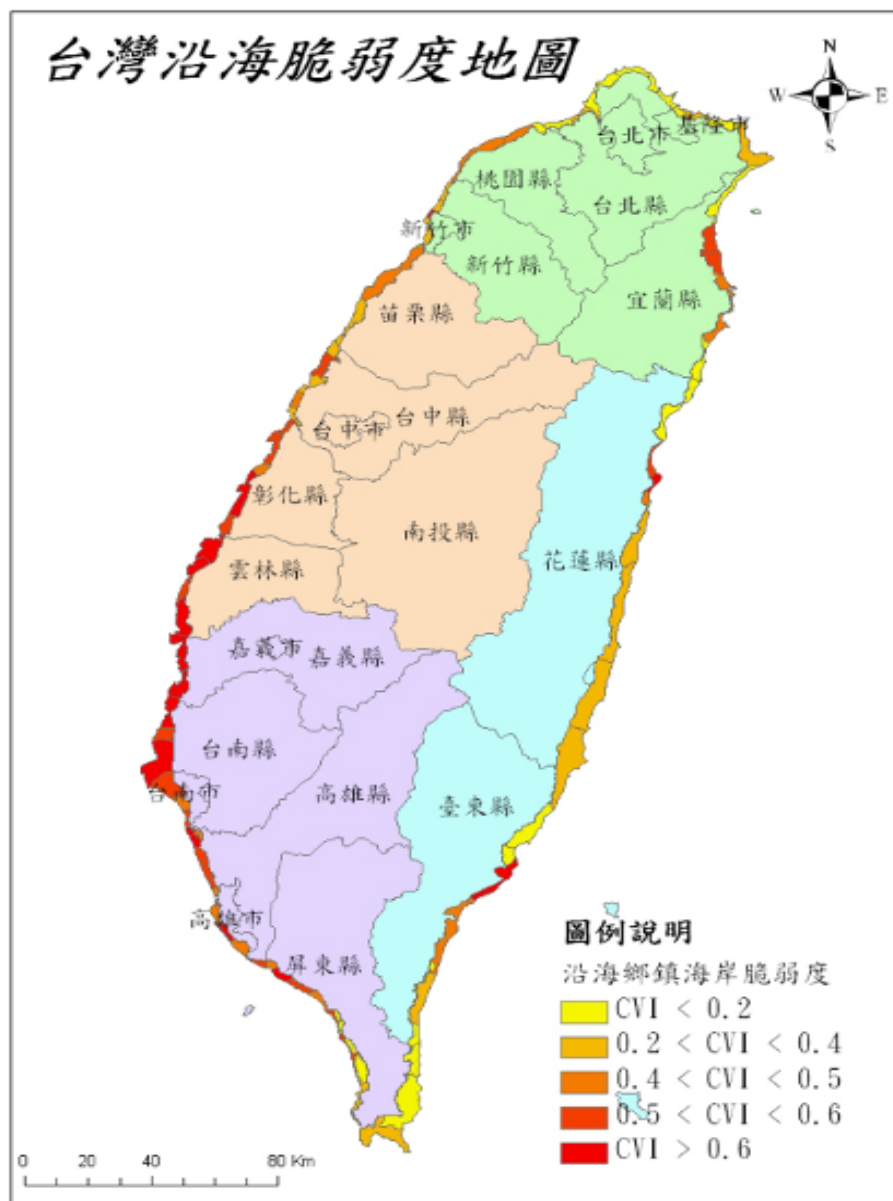 台灣沿海脆弱度地圖
N
W
E
S
基隆市
台北市
桃園縣
台北縣
新竹市
新竹縣
宜蘭縣
苗栗縣
台中縣
台中市
彰化縣
南投縣
花蓮縣
雲林縣
嘉義市
嘉義縣
台南縣
台南市
高雄縣
臺東縣
高雄市
屏東縣
圖例說明
沿海鄉鎮海岸脆弱度
CVI < 0.2
0.2 < CVI < 0.4
0.4 < CVI < 0.5
0.5 < CVI < 0.6
CVI > 0.6
0 20 40 80 Km